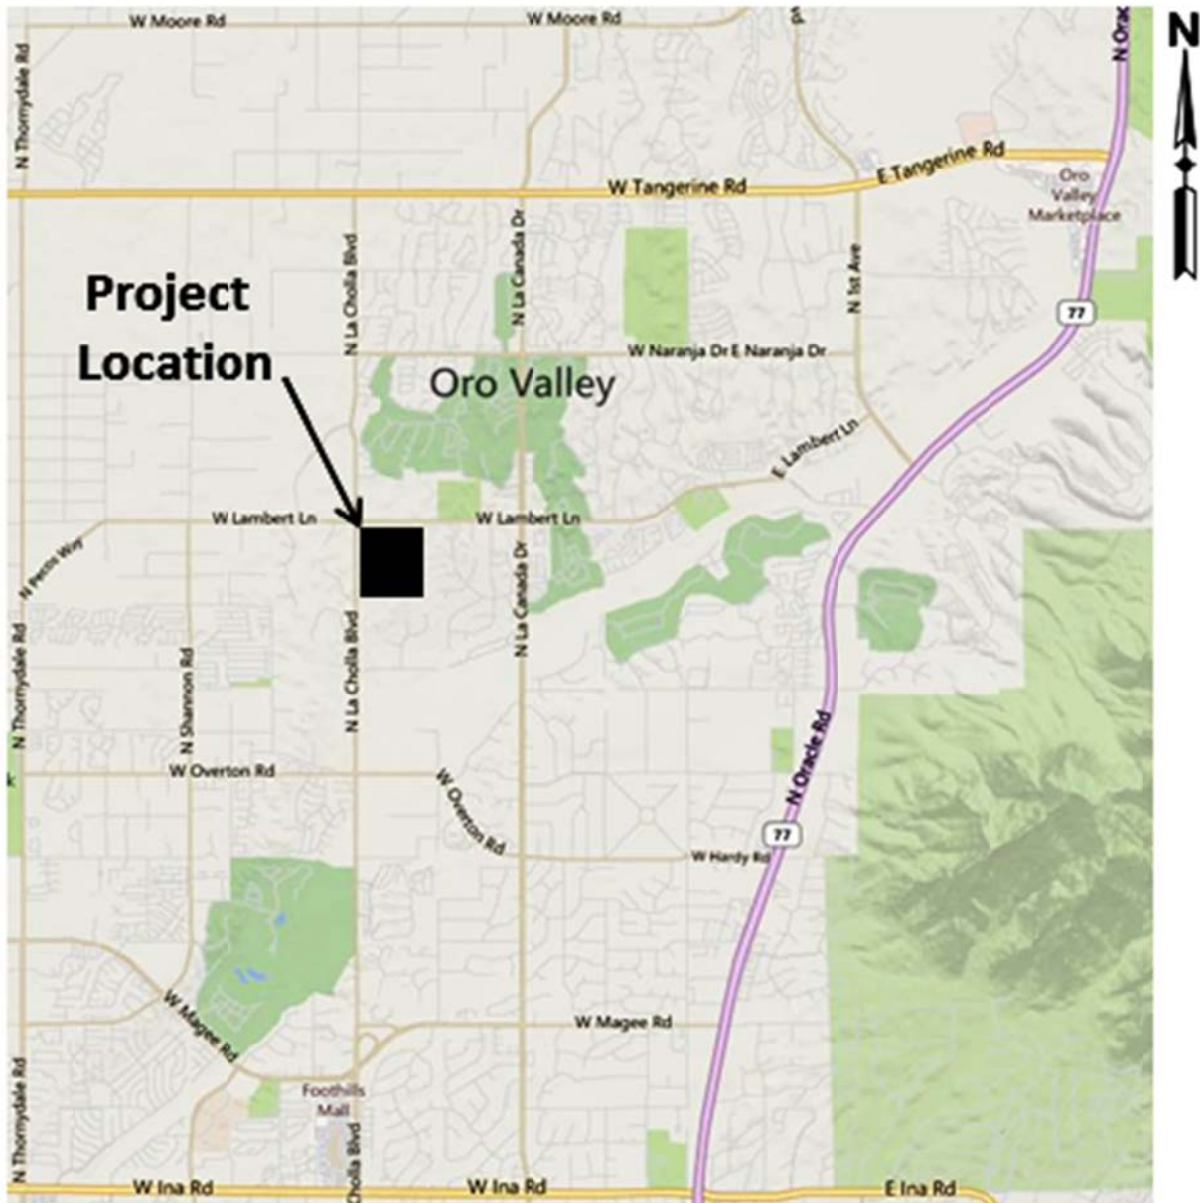 W Moore Rd
W Moore Rd
N Orac
N
N Thornydale Rd
E Tangerine Rd
W Tangerine Rd
Oro
Valley
Marketplace
N La Cholla Blvd
N La Canada Dr
N 1st Ave
Project
Location
77
W Naranja Dr
E Naranja Dr
Oro Valley
E Lambert Ln
W Lambert Ln
W Lambert Ln
N Pecos Way
N La Canada Dr
N La Cholla Blvd
N Thornydale Rd
N Shannon Rd
N Oracle Rd
W Overton Rd
W Overton Rd
77
W Hardy Rd
W Magee Rd
W Magee Rd
N Thornydale Rd
Foothills
Mall
Cholla Blvd
W Ina Rd
W Ina Rd
E Ina Rd